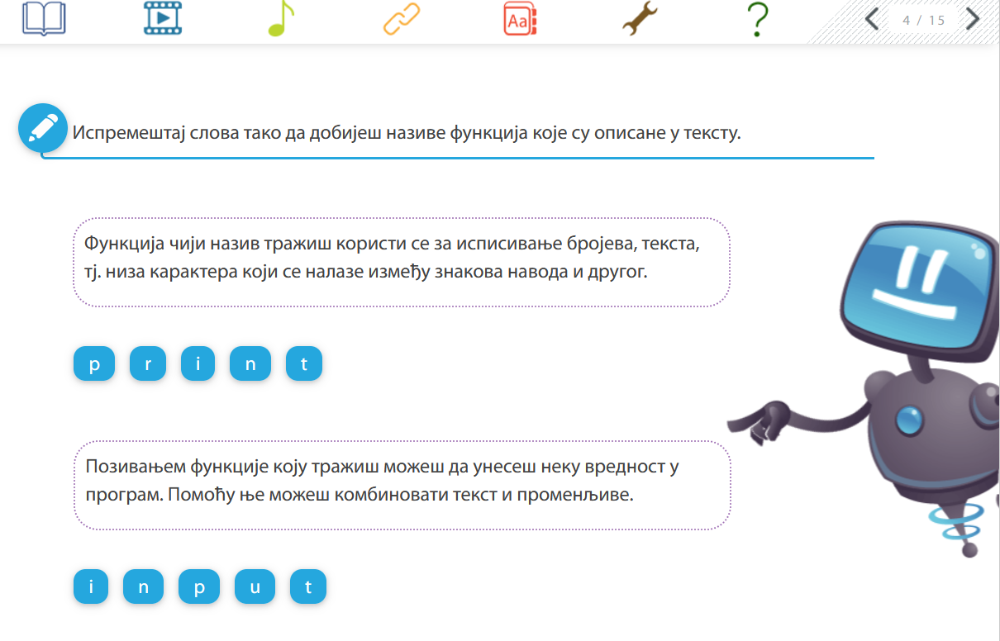 Aa
4 / 15
Испремештај слова тако да добијеш називе функција које су описане у тексту.
Функција чији назив тражиш користи се за исписивање бројева, текста,
тј. низа карактера који се налазе између знакова навода и другог.
p r i n t
Позивањем функције коју тражиш можеш да унесеш неку вредност у
програм. Помоћу ње можеш комбиновати текст и променљиве.
i n p u t